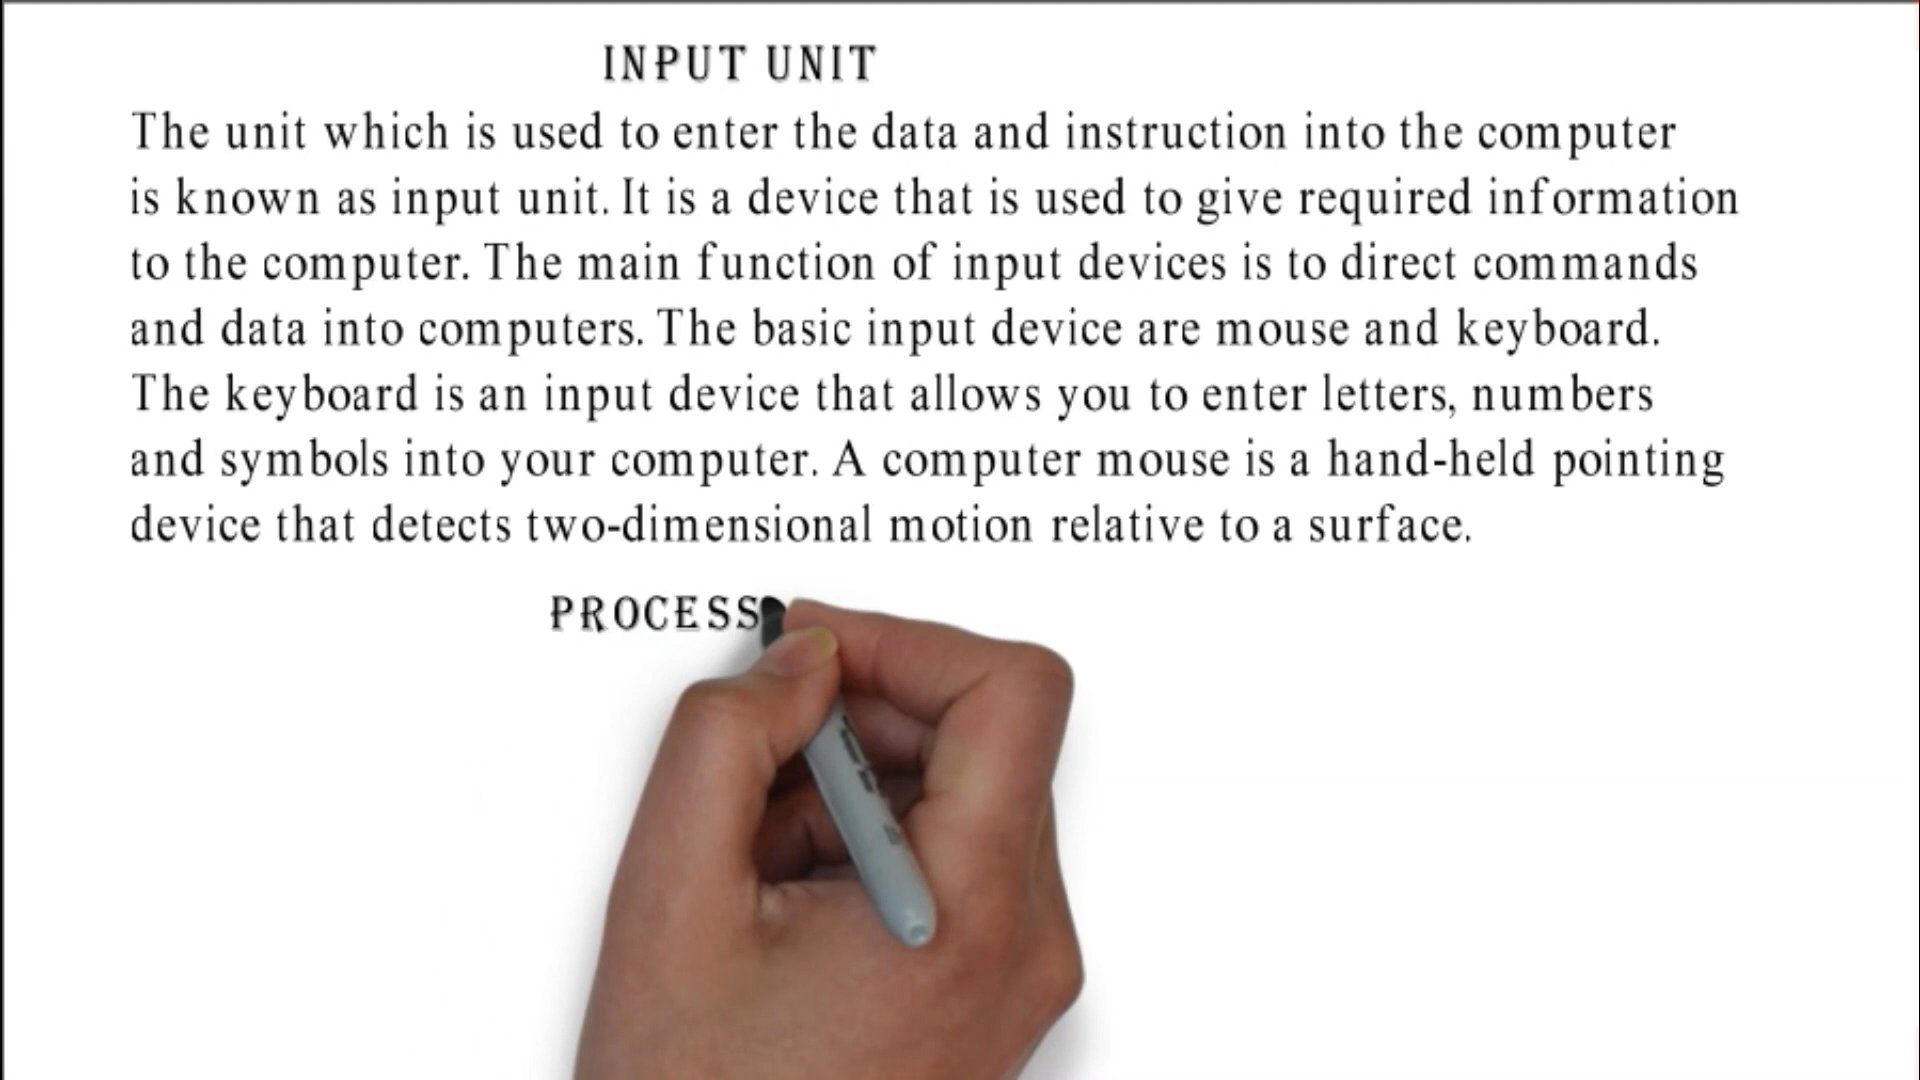 INPUT UNIT
The unit which is used to enter the data and instruction into the computer
is known as input unit. It is a device that is used to give required information
to the computer. The main function of input devices is to direct commands
and data into computers. The basic input device are mouse and keyboard.
The keyboard is an input device that allows you to enter letters, numbers
and symbols into your computer. A computer mouse is a hand-held pointing
device that detects two-dimensional motion relative to a surface.
PROCESS